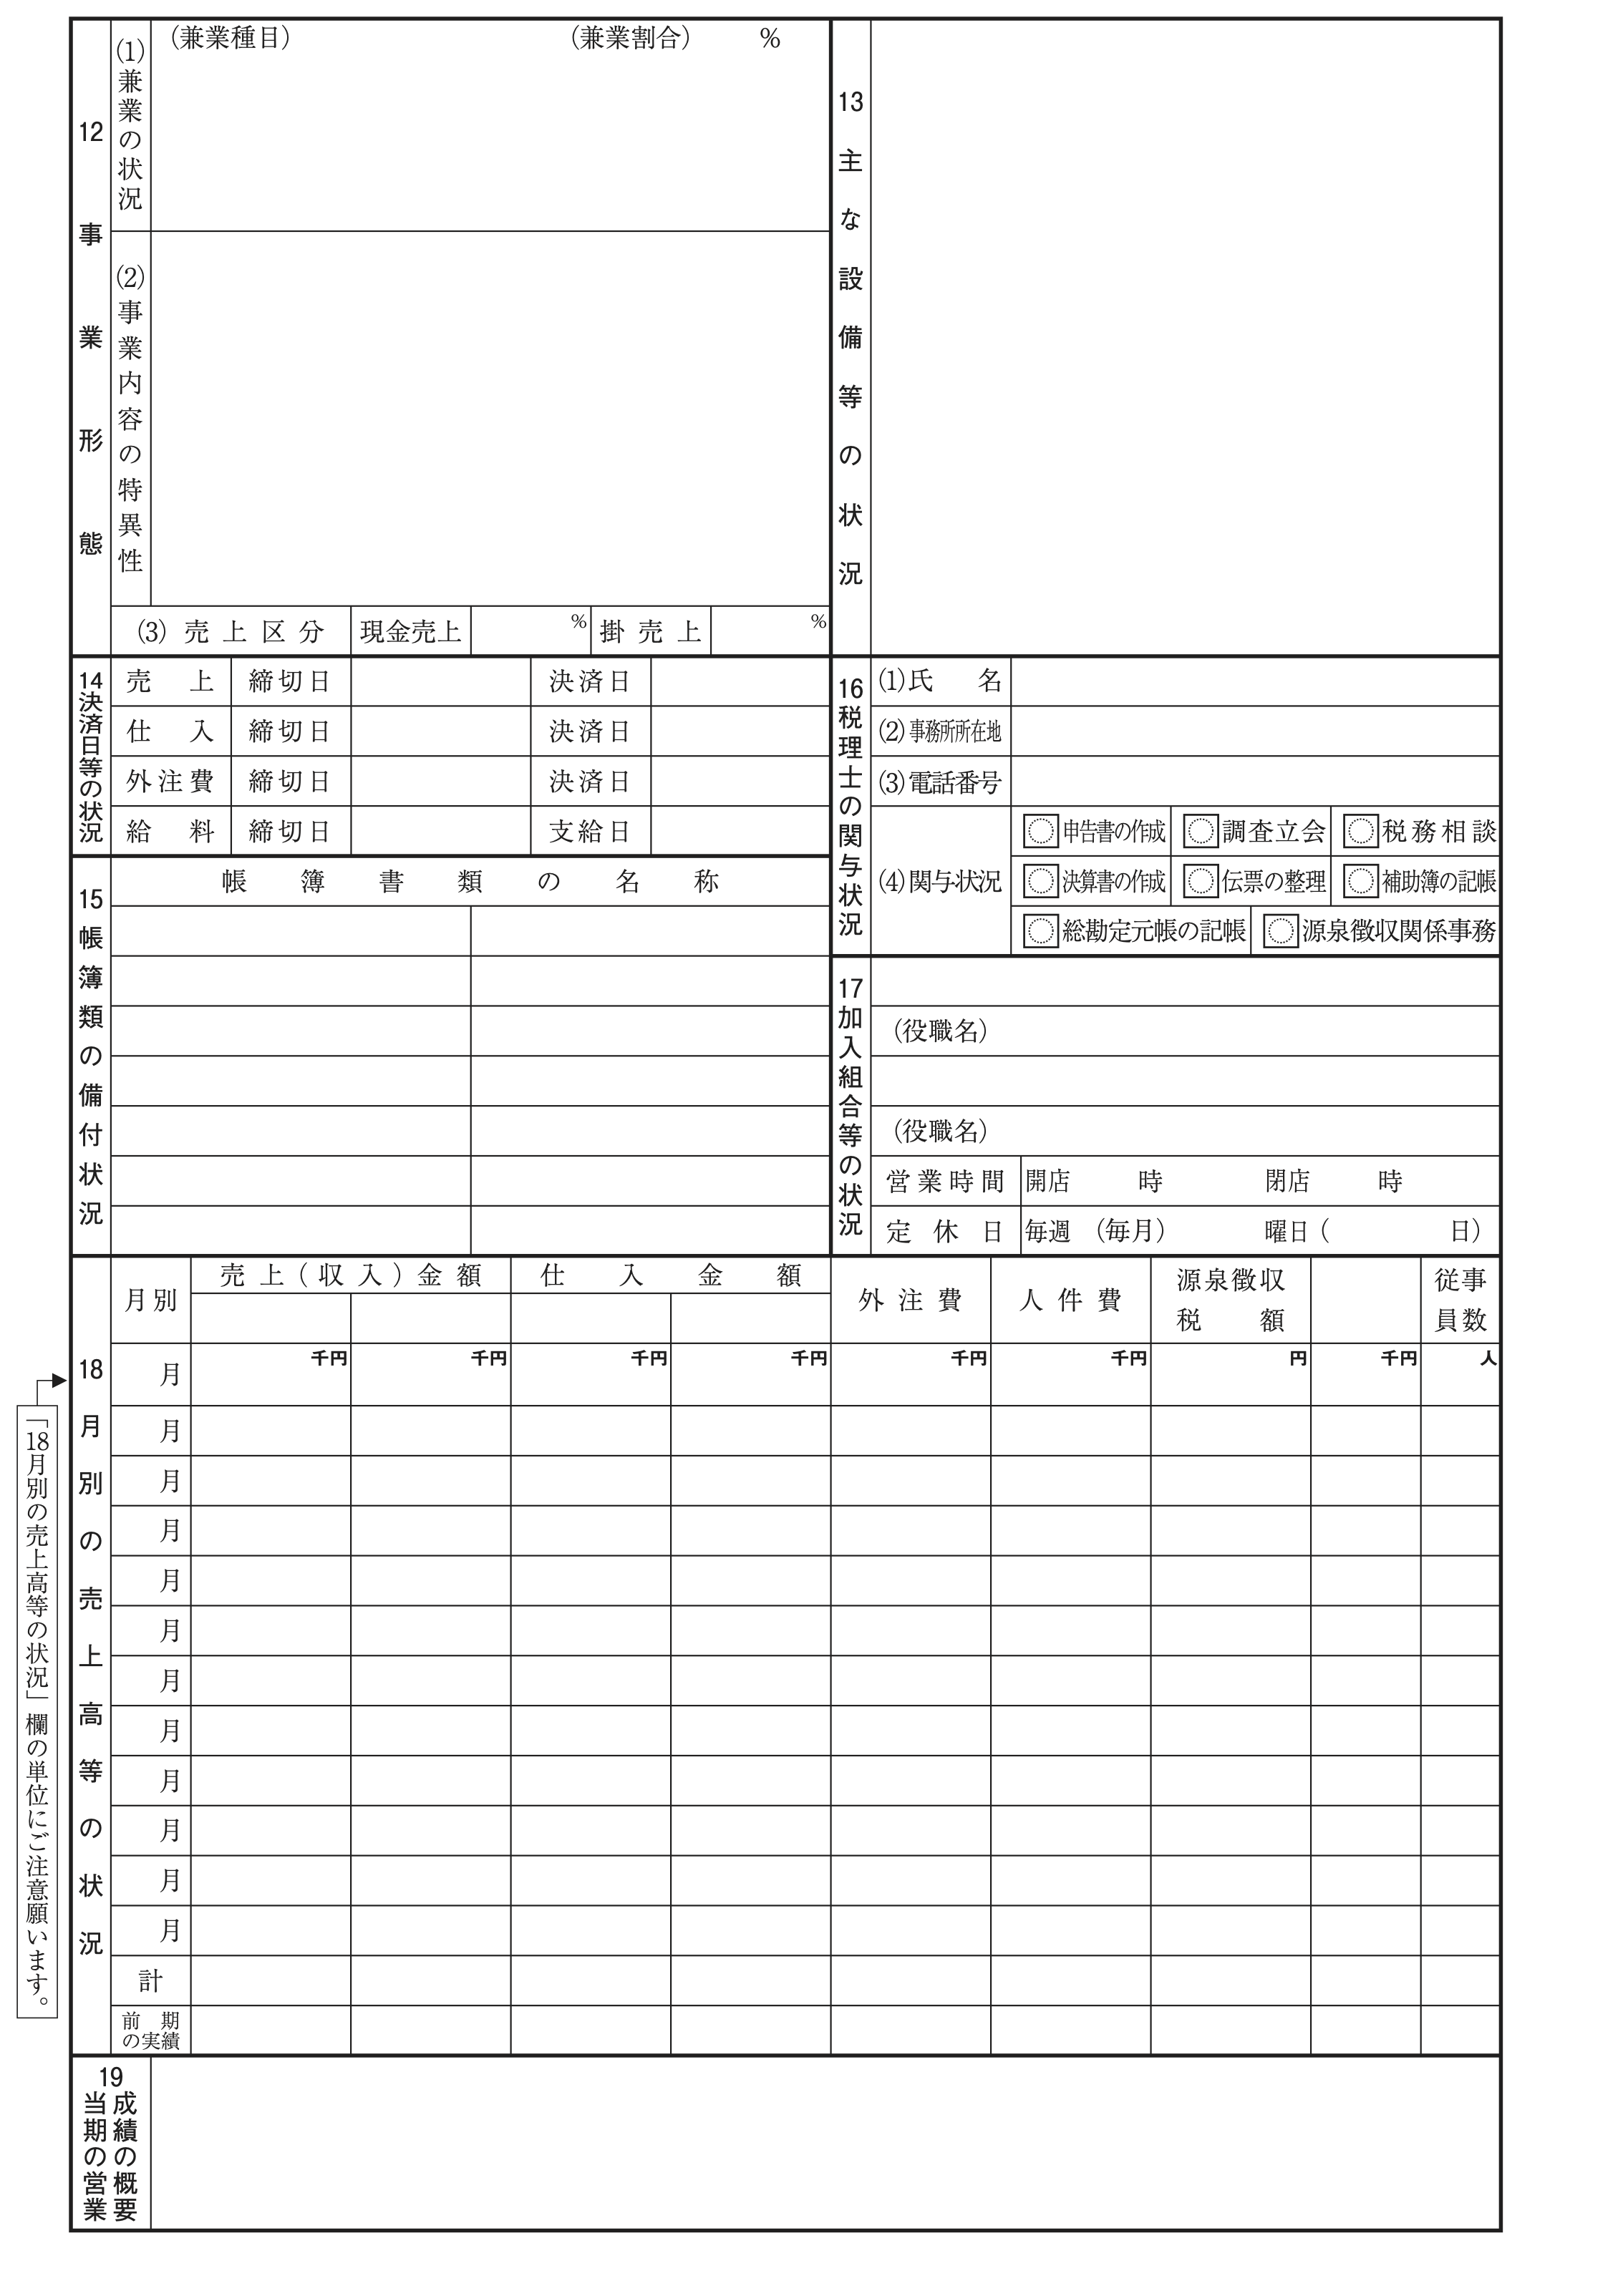 12 事業形態
(1)兼業の状況
（兼業種目） （兼業割合） %
(2)事業内容の特異性
(3) 売上区分 現金売上 % 掛売上 %
13 主な設備等の状況
14 決済日等の状況
売上 締切日 決済日
仕入 締切日 決済日
外注費 締切日 決済日
給料 締切日 支給日
15 帳簿類の備付状況
帳簿書類の名称
16 税理士の関与状況
(1)氏名
(2)事務所所在地
(3)電話番号
(4)関与状況
申告書の作成 調査立会 税務相談
決算書の作成 伝票の整理 補助簿の記帳
総勘定元帳の記帳 源泉徴収関係事務
17 加入組合等の状況
（役職名）
（役職名）
営業時間 開店 時 閉店 時
定休日 毎週（毎月） 曜日（ 日）
「18月別の売上高等の状況」欄の単位にご注意願います。
18 月別の売上高等の状況
月別 売上(収入)金額 仕入金額 外注費 人件費 源泉徴収税額 従事員数
月 千円 千円 千円 千円 千円 千円 円 千円 人
月
月
月
月
月
月
月
月
月
月
月
計
前期の実績
19 当期の営業成績の概要